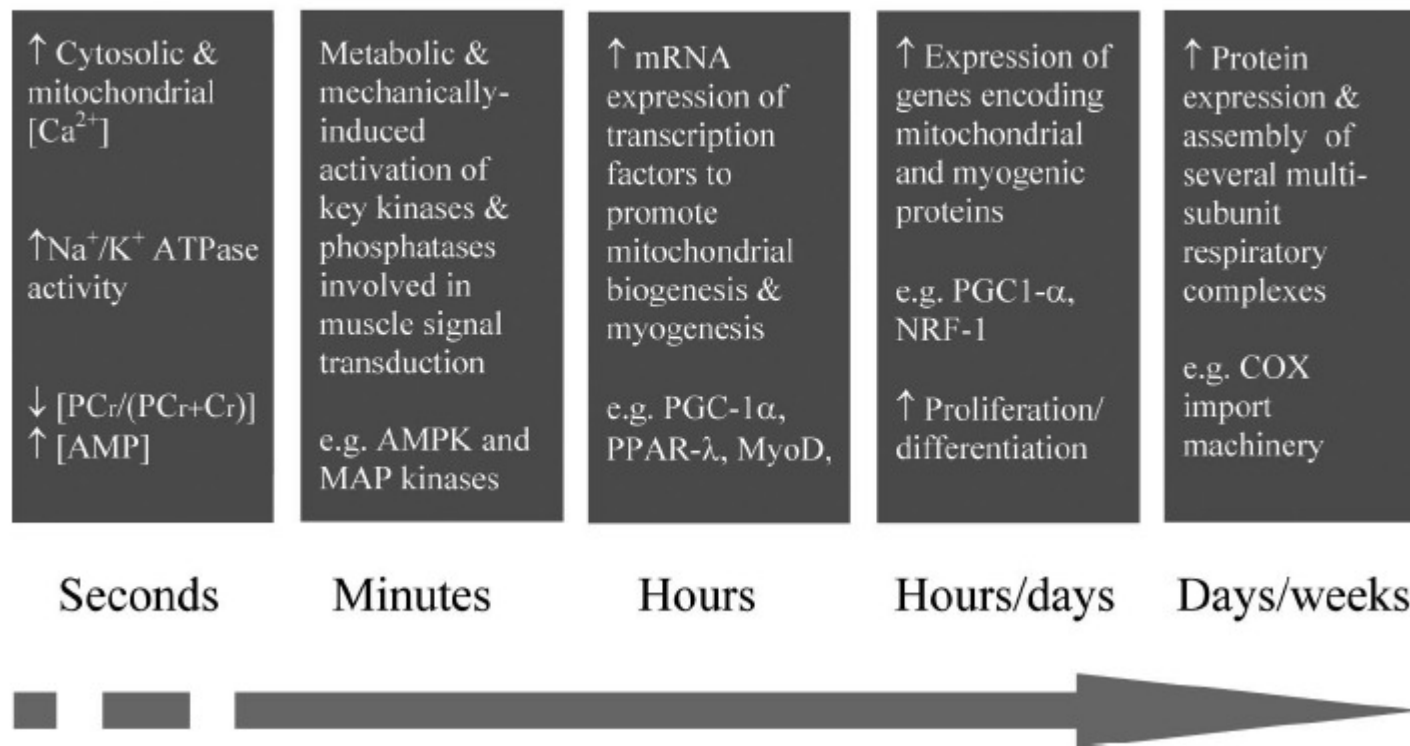 ↑ Cytosolic &
mitochondrial
[Ca²⁺]
↑Na⁺/K⁺ ATPase
activity
↓ [PCr/(PCr+Cr)]
↑ [AMP]
Metabolic &
mechanically-
induced
activation of
key kinases &
phosphatases
involved in
muscle signal
transduction
e.g. AMPK and
MAP kinases
↑ mRNA
expression of
transcription
factors to
promote
mitochondrial
biogenesis &
myogenesis
e.g. PGC-1α,
PPAR-λ, MyoD,
↑ Expression of
genes encoding
mitochondrial
and myogenic
proteins
e.g. PGC1-α,
NRF-1
↑ Proliferation/
differentiation
↑ Protein
expression &
assembly of
several multi-
subunit
respiratory
complexes
e.g. COX
import
machinery
Seconds
Minutes
Hours
Hours/days
Days/weeks